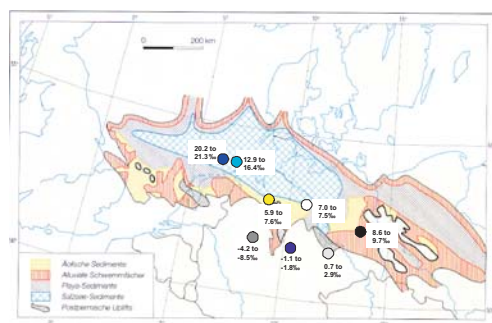 0 200 km
20.2 to
21.3‰
12.9 to
16.4‰
5.9 to
7.6‰
7.0 to
7.5‰
8.6 to
9.7‰
-4.2 to
-8.5‰
-1.1 to
-1.8‰
0.7 to
2.9‰
Äolische Sedimente
Alluviale Schwemmfächer
Playa-Sedimente
Salzsee-Sedimente
Postpermische Uplifts